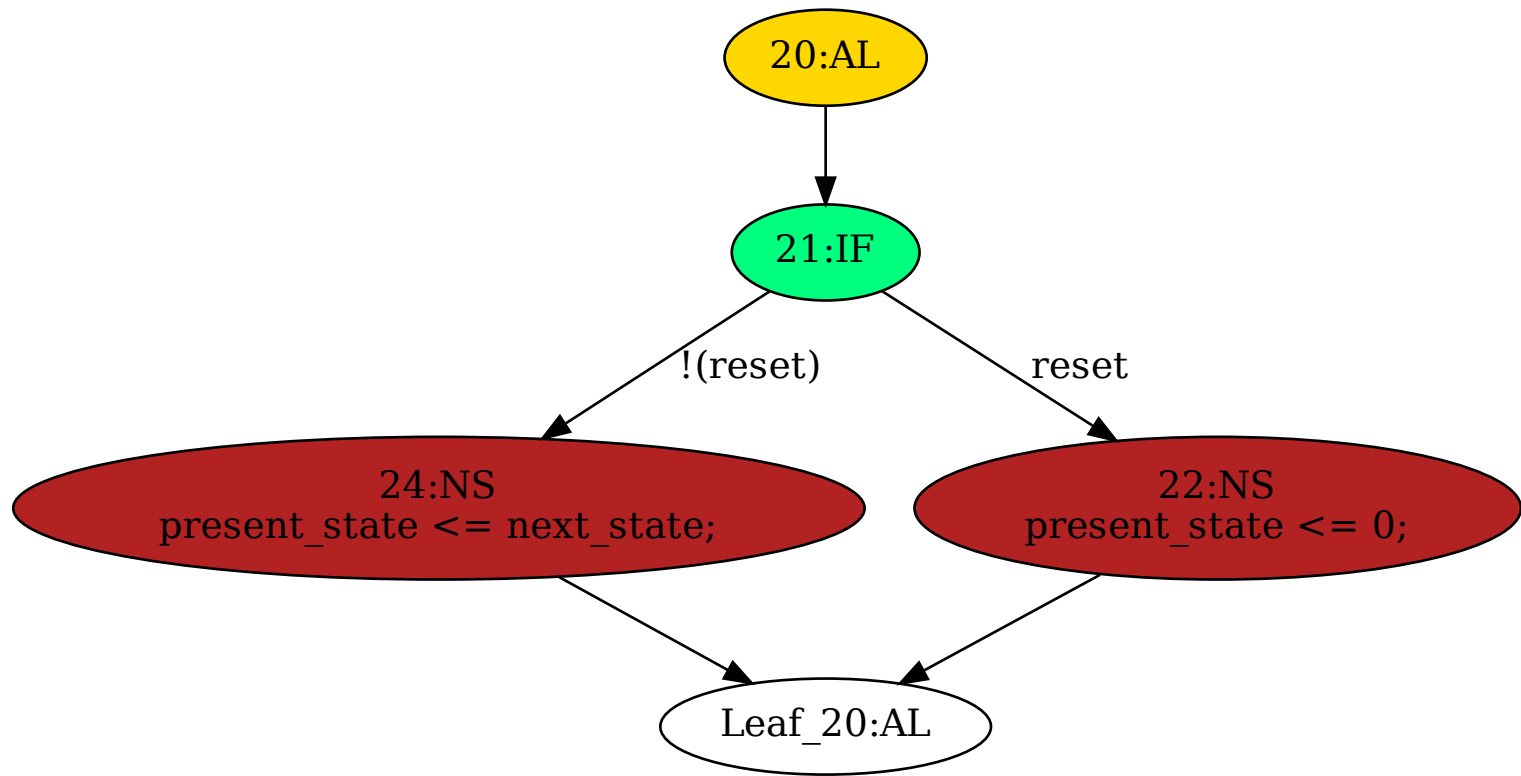 20:AL
21:IF
!(reset)
reset
24:NS
present_state <= next_state;
22:NS
present_state <= 0;
Leaf_20:AL